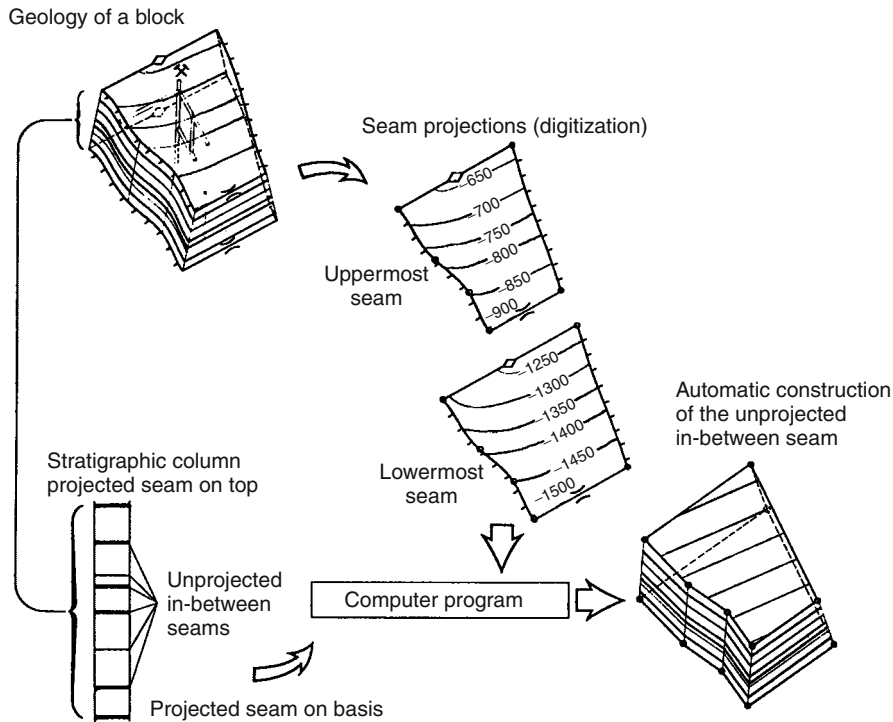 Geology of a block
Seam projections (digitization)
–650
–700
–750
–800
–850
–900
Uppermost
seam
–1250
–1300
–1350
–1400
–1450
–1500
Lowermost
seam
Automatic construction
of the unprojected
in-between seam
Stratigraphic column
projected seam on top
Unprojected
in-between
seams
Computer program
Projected seam on basis